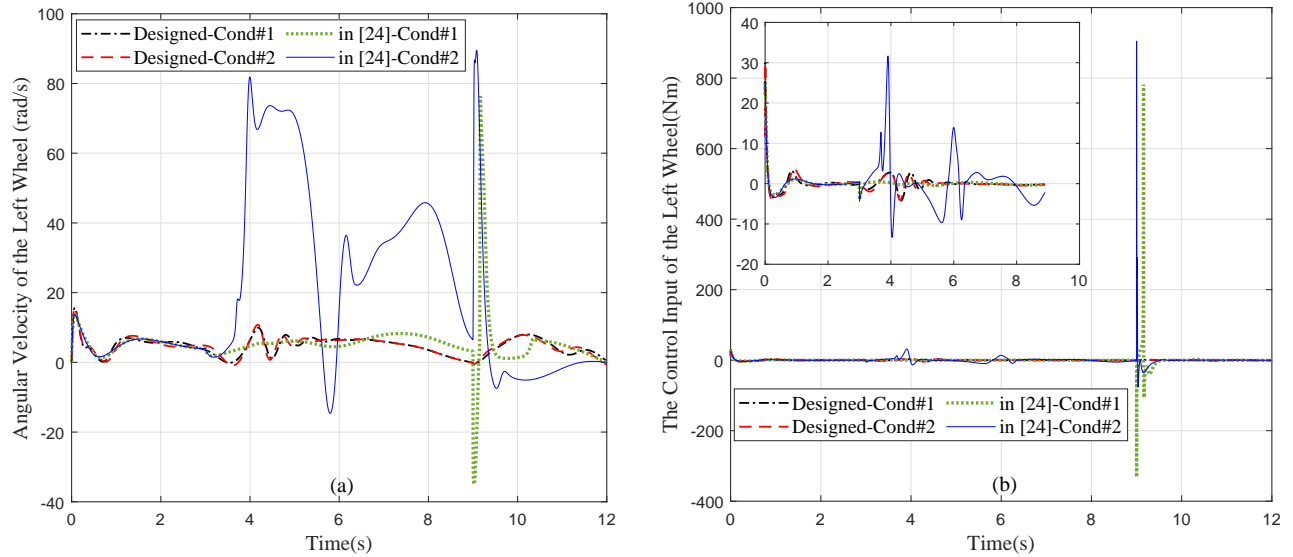 100
80
60
40
20
0
-20
-40
Angular Velocity of the Left Wheel (rad/s)
Designed-Cond#1
in [24]-Cond#1
Designed-Cond#2
in [24]-Cond#2
(a)
0 2 4 6 8 10 12
Time(s)
1000
800
600
400
200
0
-200
-400
The Control Input of the Left Wheel(Nm)
40
30
20
10
0
-10
-20
0 2 4 6 8 10
Designed-Cond#1
in [24]-Cond#1
Designed-Cond#2
in [24]-Cond#2
(b)
0 2 4 6 8 10 12
Time(s)